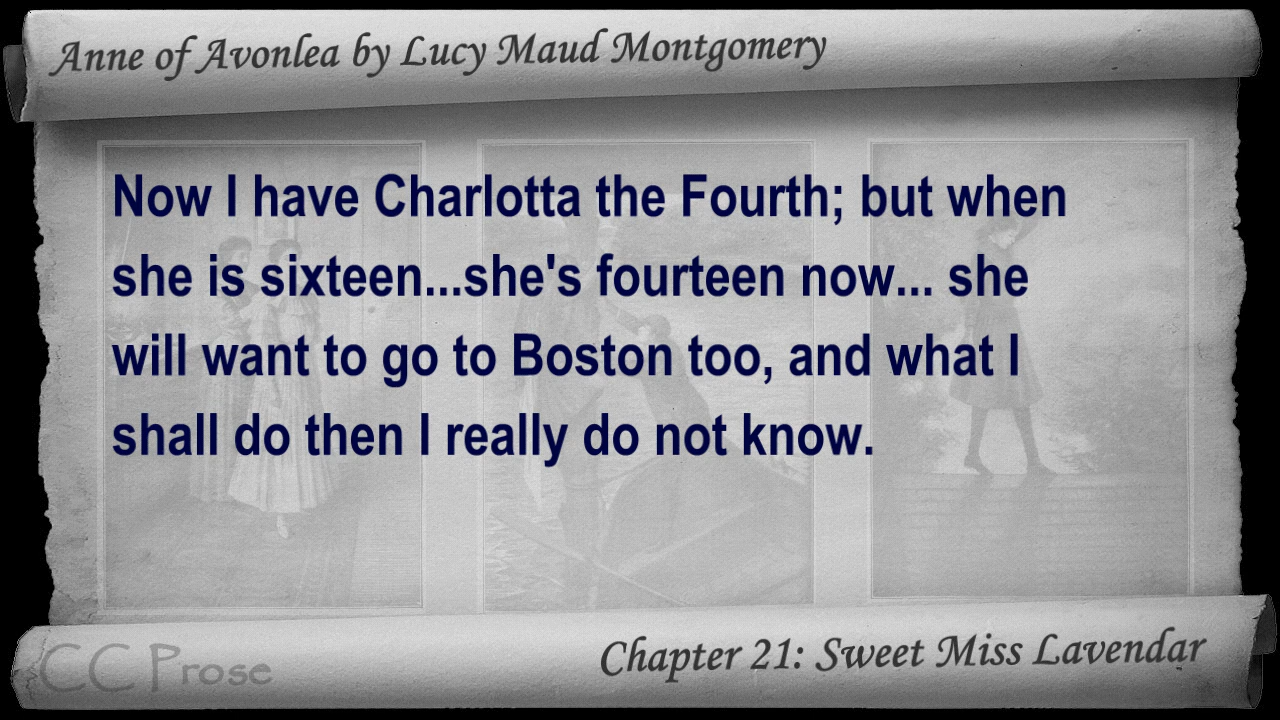 Anne of Avonlea by Lucy Maud Montgomery
Now I have Charlotta the Fourth; but when
she is sixteen...she's fourteen now... she
will want to go to Boston too, and what I
shall do then I really do not know.
CC Prose
Chapter 21: Sweet Miss Lavendar